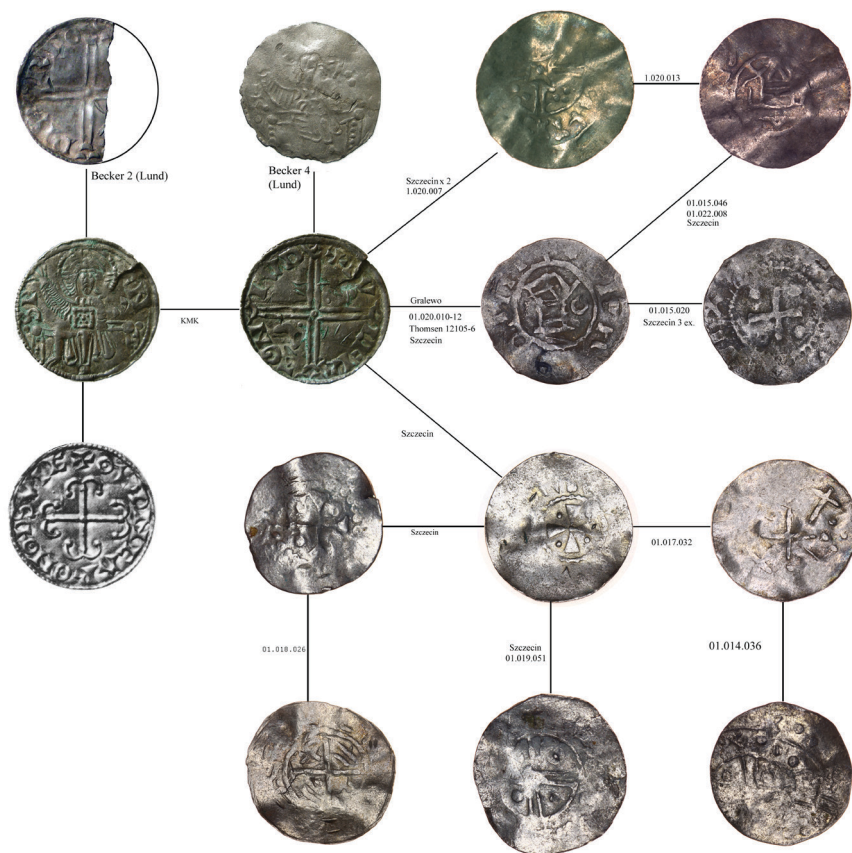 1.020.013
Becker 2 (Lund)
Becker 4
(Lund)
Szczecin x 2
1.020.007
01.015.046
01.022.008
Szczecin
KMK
Gralewo
01.020.010-12
Thomsen 12105-6
Szczecin
01.015.020
Szczecin 3 ex.
Szczecin
Szczecin
01.017.032
01.018.026
Szczecin
01.019.051
01.014.036